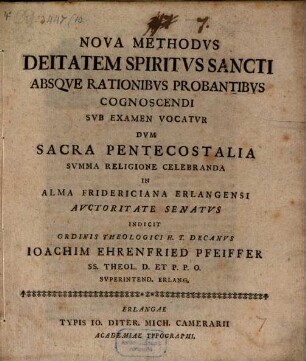 7.
NOVA METHODVS
DEITATEM SPIRITVS SANCTI
ABSQVE RATIONIBVS PROBANTIBVS
COGNOSCENDI
SVB EXAMEN VOCATVR
DVM
SACRA PENTECOSTALIA
SVMMA RELIGIONE CELEBRANDA
IN
ALMA FRIDERICIANA ERLANGENSI
AVCTORITATE SENATVS
INDICIT
ORDINIS THEOLOGICI H. T. DECANVS
IOACHIM EHRENFRIED PFEIFFER
SS. THEOL. D. ET P. P. O.
SVPERINTEND. ERLANG.
ERLANGAE
TYPIS IO. DITER. MICH. CAMERARII
ACADEMIAE TYPOGRAPHI.